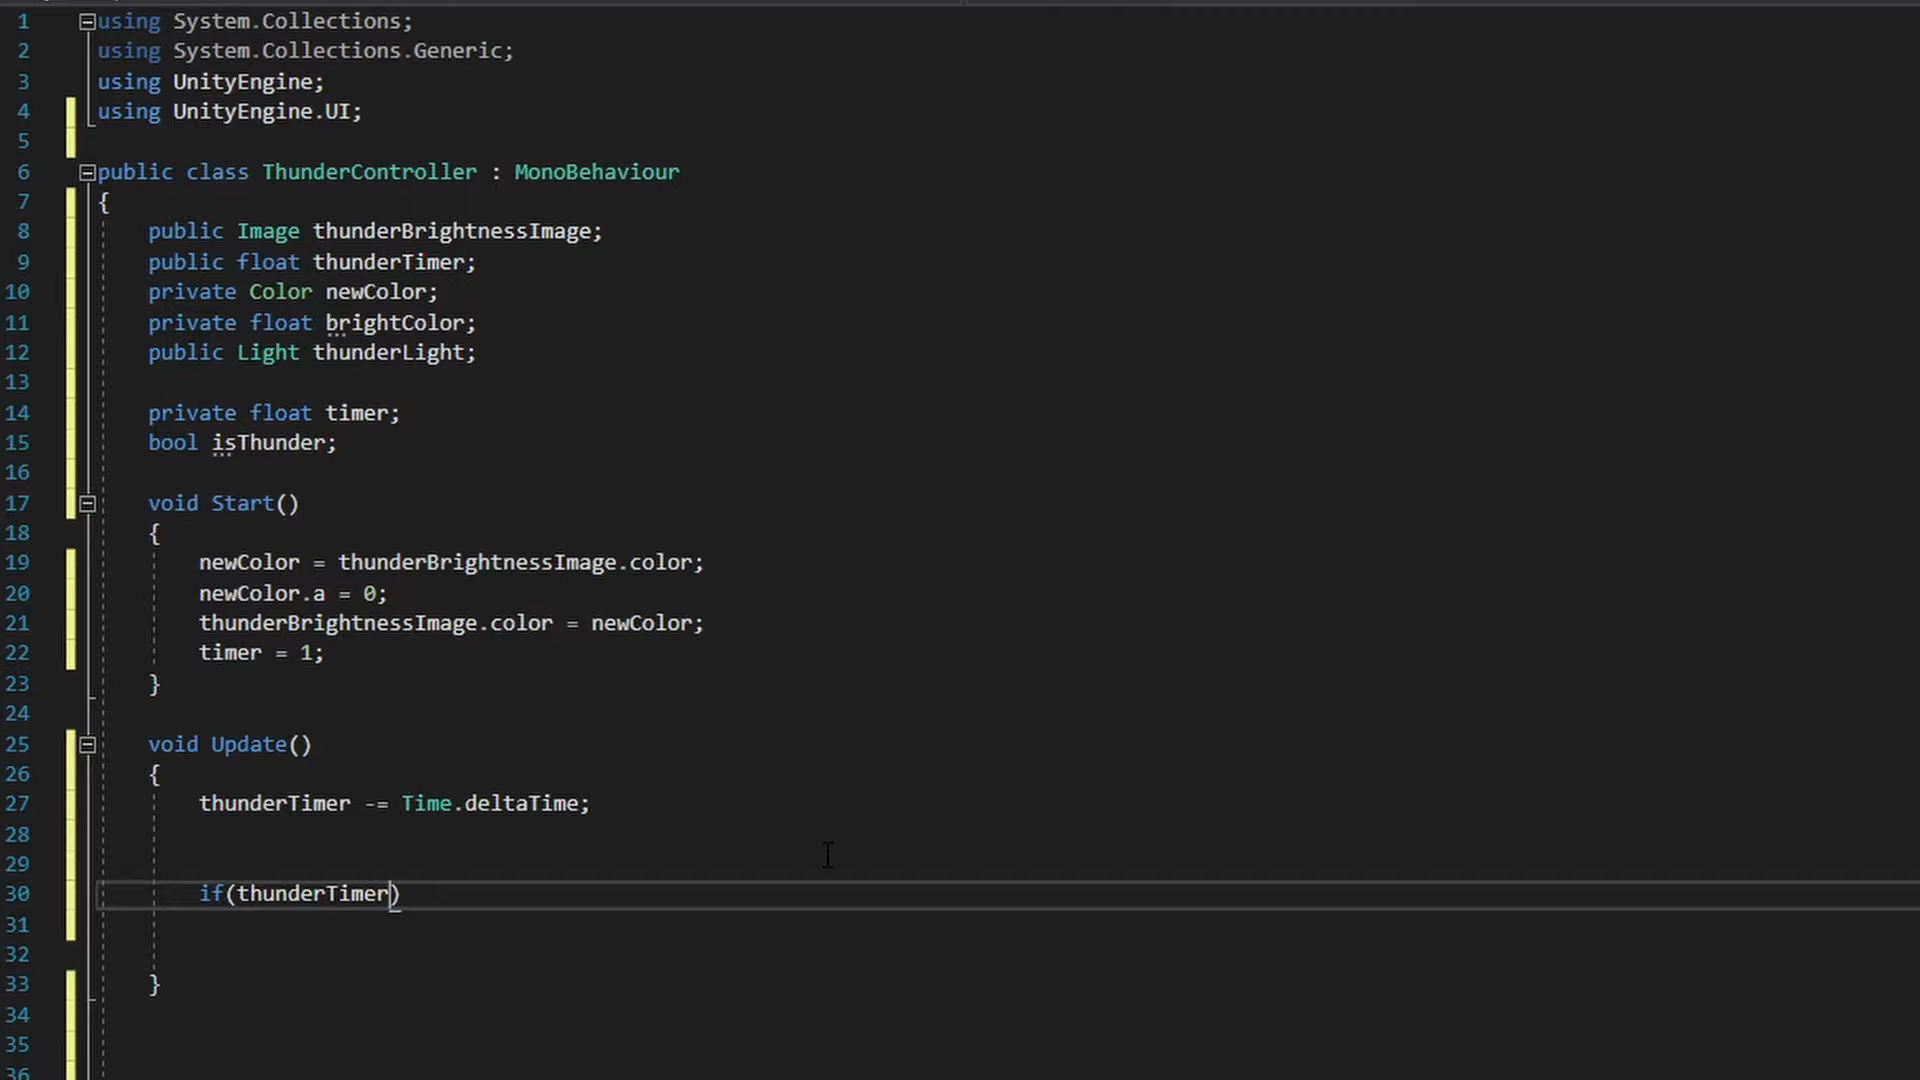 1 using System.Collections;
2 using System.Collections.Generic;
3 using UnityEngine;
4 using UnityEngine.UI;
5
6 public class ThunderController : MonoBehaviour
7 {
8 public Image thunderBrightnessImage;
9 public float thunderTimer;
10 private Color newColor;
11 private float brightColor;
12 public Light thunderLight;
13
14 private float timer;
15 bool isThunder;
16
17 void Start()
18 {
19 newColor = thunderBrightnessImage.color;
20 newColor.a = 0;
21 thunderBrightnessImage.color = newColor;
22 timer = 1;
23 }
24
25 void Update()
26 {
27 thunderTimer -= Time.deltaTime;
28
29
30 if(thunderTimer)
31
32
33 }
34
35
36